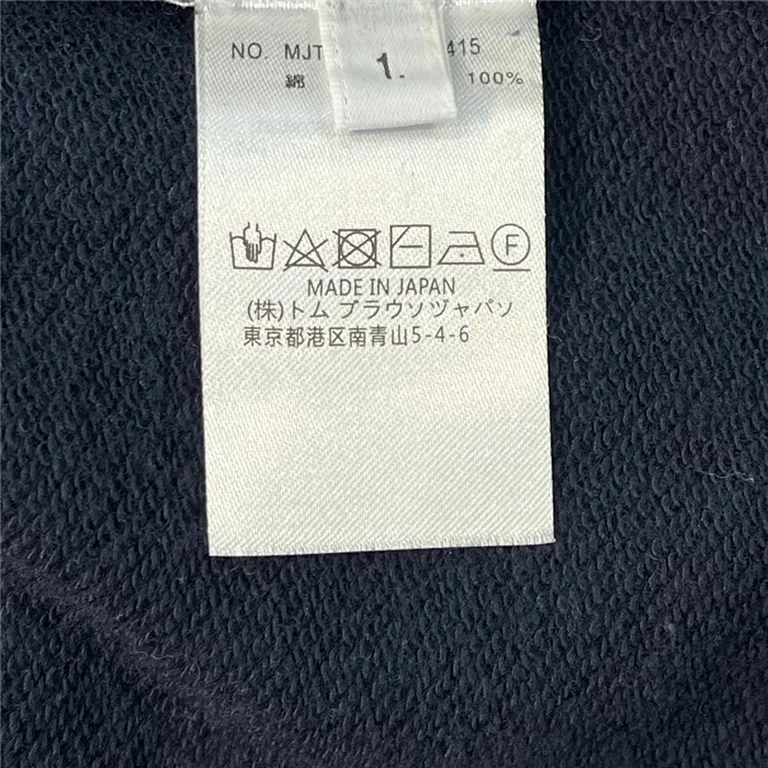 NO. MJT 415
1.
綿 100%
F
MADE IN JAPAN
(株)トム ブラウソヅャパソ
東京都港区南青山5-4-6